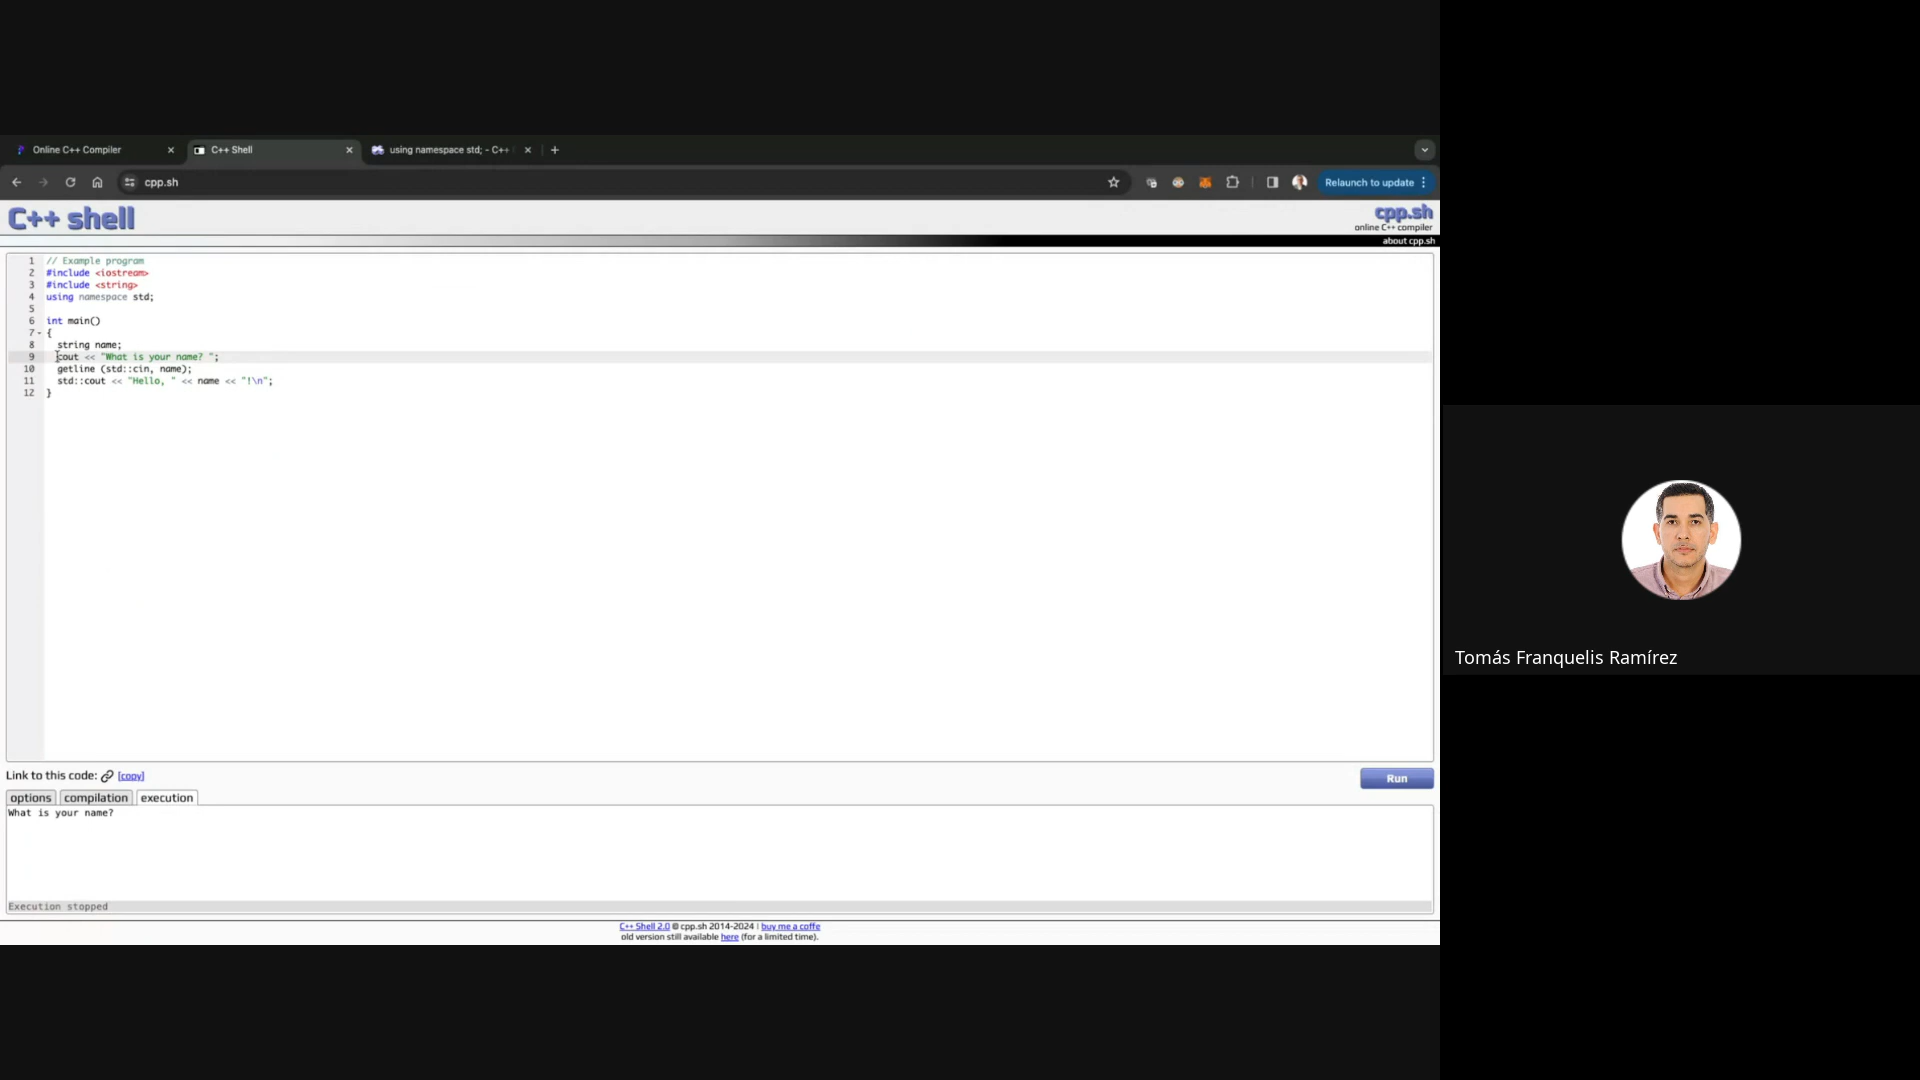 Online C++ Compiler
C++ Shell
using namespace std; - C++
cpp.sh
Relaunch to update
C++ shell
cpp.sh
online C++ compiler
about cpp.sh
1 // Example program
2 #include <iostream>
3 #include <string>
4 using namespace std;
5
6 int main()
7 {
8 string name;
9 cout << "What is your name? ";
10 getline (std::cin, name);
11 std::cout << "Hello, " << name << "!\n";
12 }
Link to this code: [copy]
Run
options compilation execution
What is your name?
Execution stopped
C++ Shell 2.0 © cpp.sh 2014-2024 | buy me a coffe
old version still available here (for a limited time).
Tomás Franquelis Ramírez